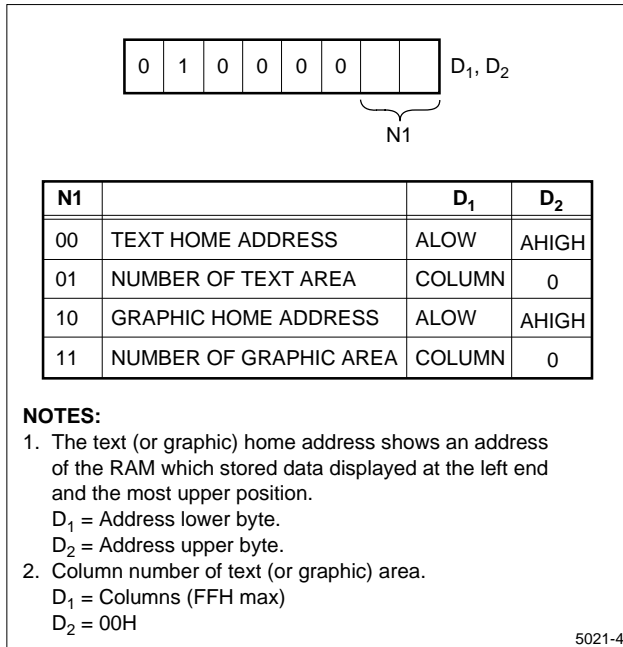 0 1 0 0 0 0 D1, D2
N1
N1 D1 D2
00 TEXT HOME ADDRESS ALOW AHIGH
01 NUMBER OF TEXT AREA COLUMN 0
10 GRAPHIC HOME ADDRESS ALOW AHIGH
11 NUMBER OF GRAPHIC AREA COLUMN 0
NOTES:
1. The text (or graphic) home address shows an address
of the RAM which stored data displayed at the left end
and the most upper position.
D1 = Address lower byte.
D2 = Address upper byte.
2. Column number of text (or graphic) area.
D1 = Columns (FFH max)
D2 = 00H
5021-4